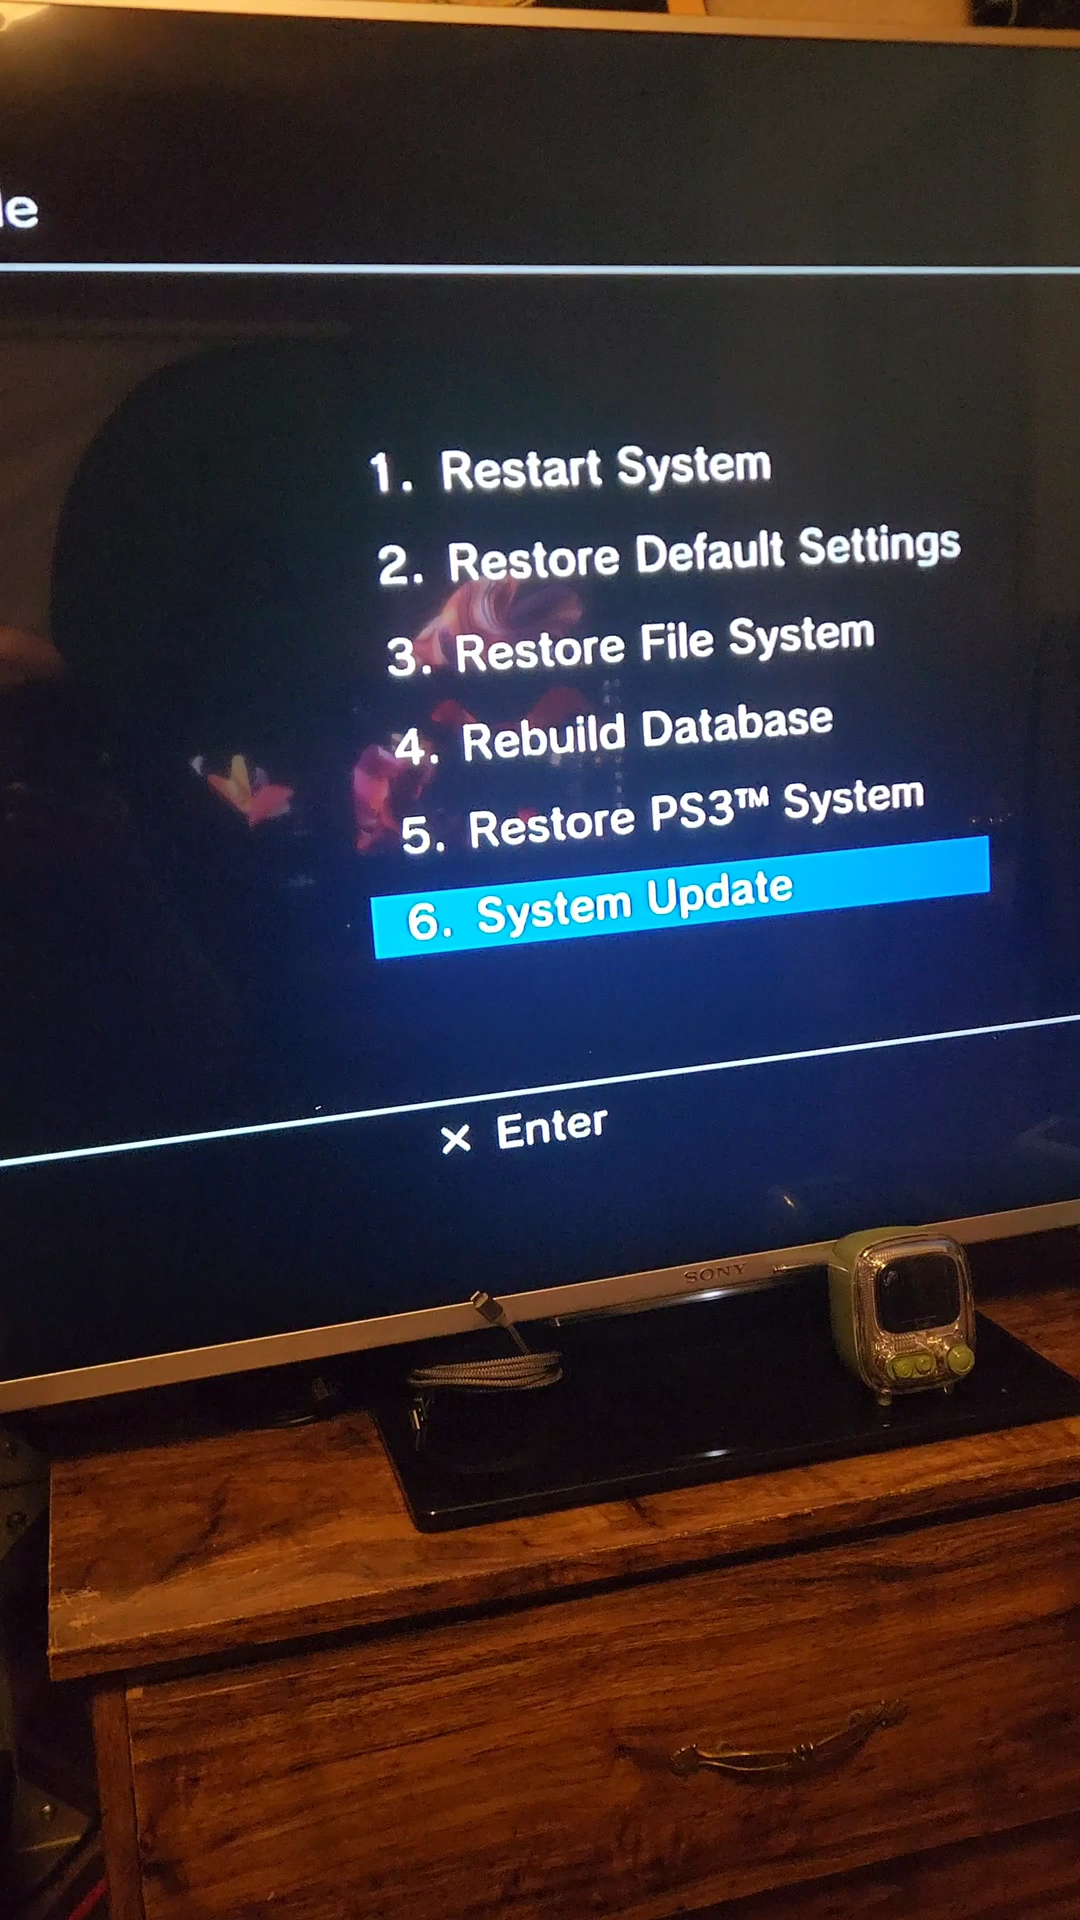 1. Restart System
2. Restore Default Settings
3. Restore File System
4. Rebuild Database
5. Restore PS3™ System
6. System Update
✕ Enter
SONY